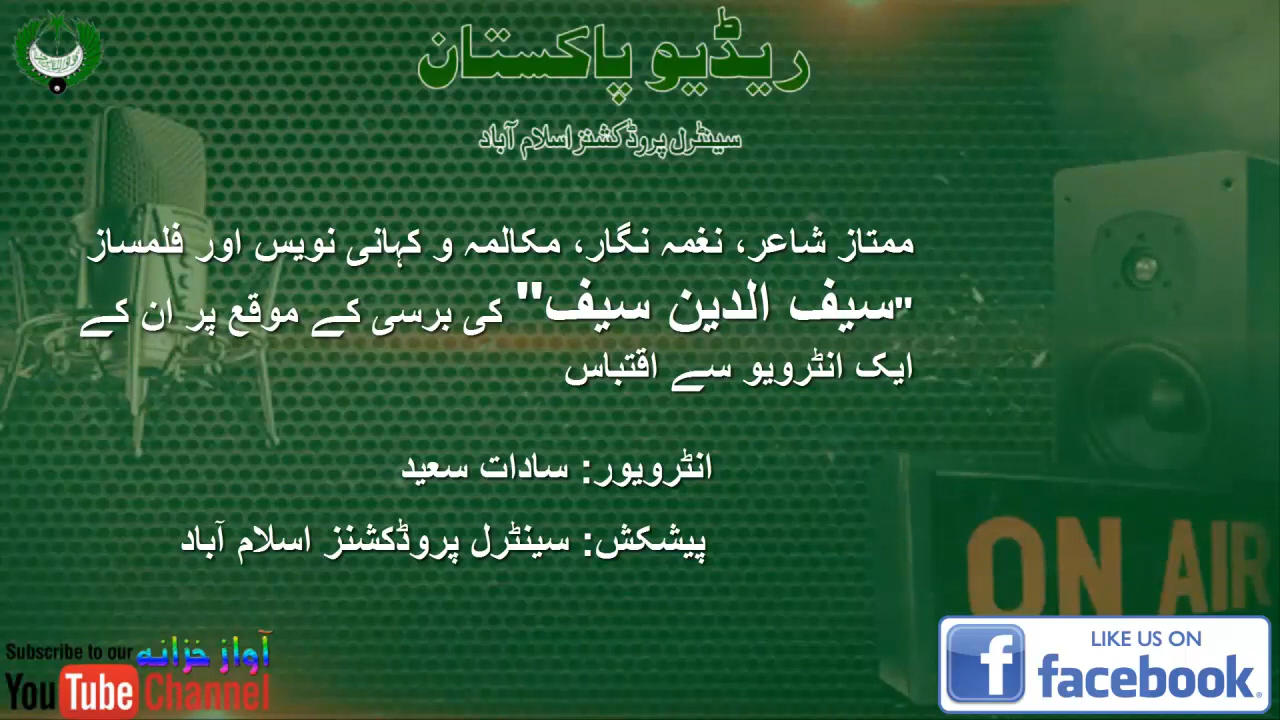 ریڈیو پاکستان
سینٹرل پروڈکشنز اسلام آباد
ممتاز شاعر، نغمہ نگار، مکالمہ و کہانی نویس اور فلمساز
"سیف الدین سیف" کی برسی کے موقع پر ان کے
ایک انٹرویو سے اقتباس
انٹرویور: سادات سعید
پیشکش: سینٹرل پروڈکشنز اسلام آباد
ON AIR
Subscribe to our آواز خزانہ
YouTube Channel
LIKE US ON
facebook.